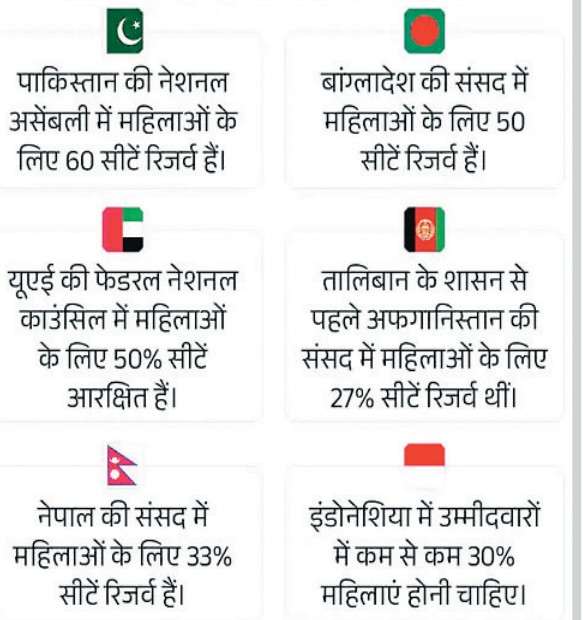 पाकिस्तान की नेशनल
असेंबली में महिलाओं के
लिए 60 सीटें रिजर्व हैं।
बांग्लादेश की संसद में
महिलाओं के लिए 50
सीटें रिजर्व हैं।
यूएई की फेडरल नेशनल
काउंसिल में महिलाओं
के लिए 50% सीटें
आरक्षित हैं।
तालिबान के शासन से
पहले अफगानिस्तान की
संसद में महिलाओं के लिए
27% सीटें रिजर्व थीं।
नेपाल की संसद में
महिलाओं के लिए 33%
सीटें रिजर्व हैं।
इंडोनेशिया में उम्मीदवारों
में कम से कम 30%
महिलाएं होनी चाहिए।